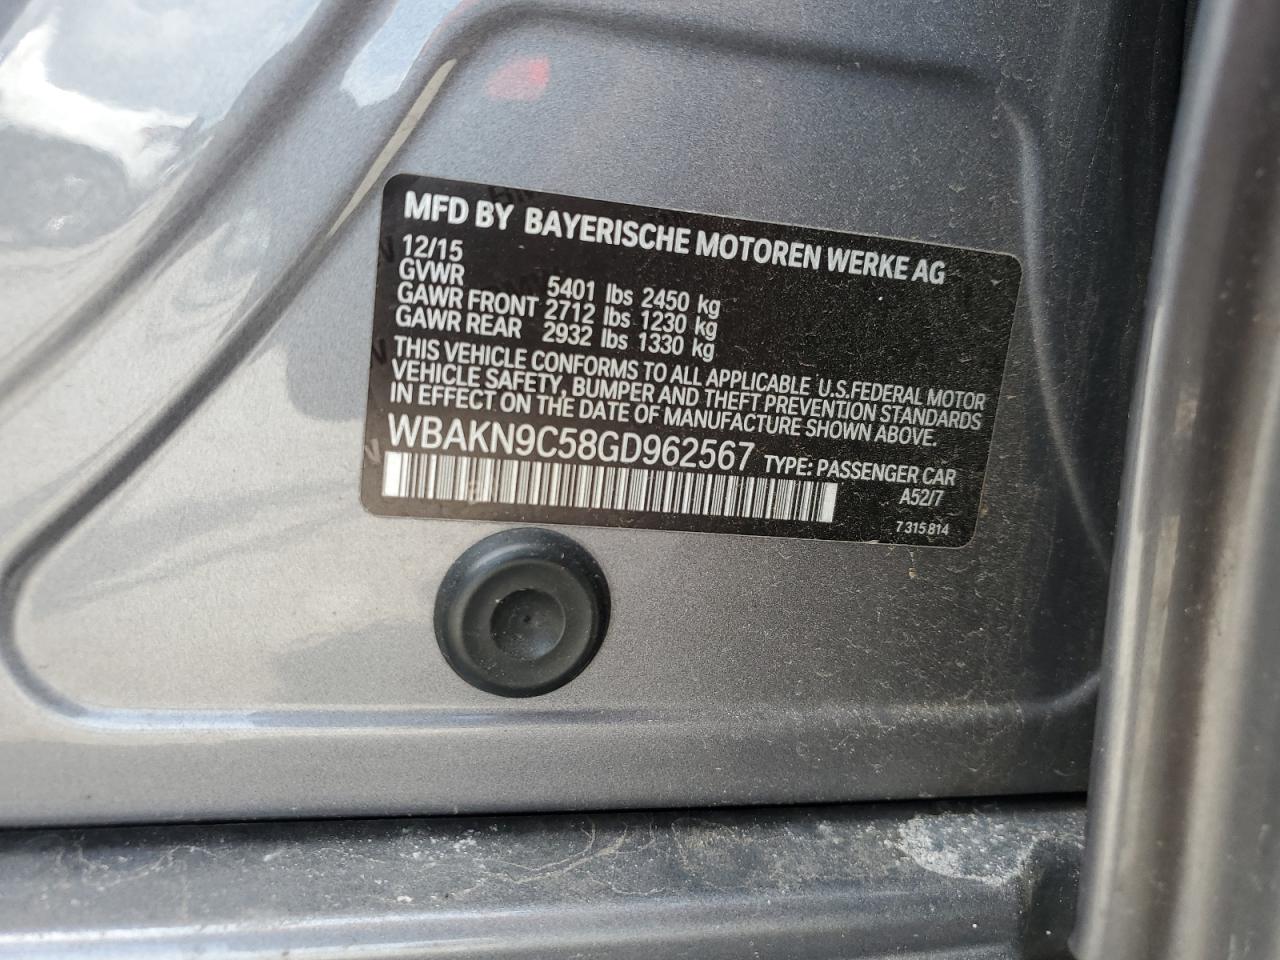 MFD BY BAYERISCHE MOTOREN WERKE AG
12/15
GVWR 5401 lbs 2450 kg
GAWR FRONT 2712 lbs 1230 kg
GAWR REAR 2932 lbs 1330 kg
THIS VEHICLE CONFORMS TO ALL APPLICABLE U.S.FEDERAL MOTOR
VEHICLE SAFETY, BUMPER AND THEFT PREVENTION STANDARDS
IN EFFECT ON THE DATE OF MANUFACTURE SHOWN ABOVE.
WBAKN9C58GD962567 TYPE: PASSENGER CAR
A52/7
7 315 814